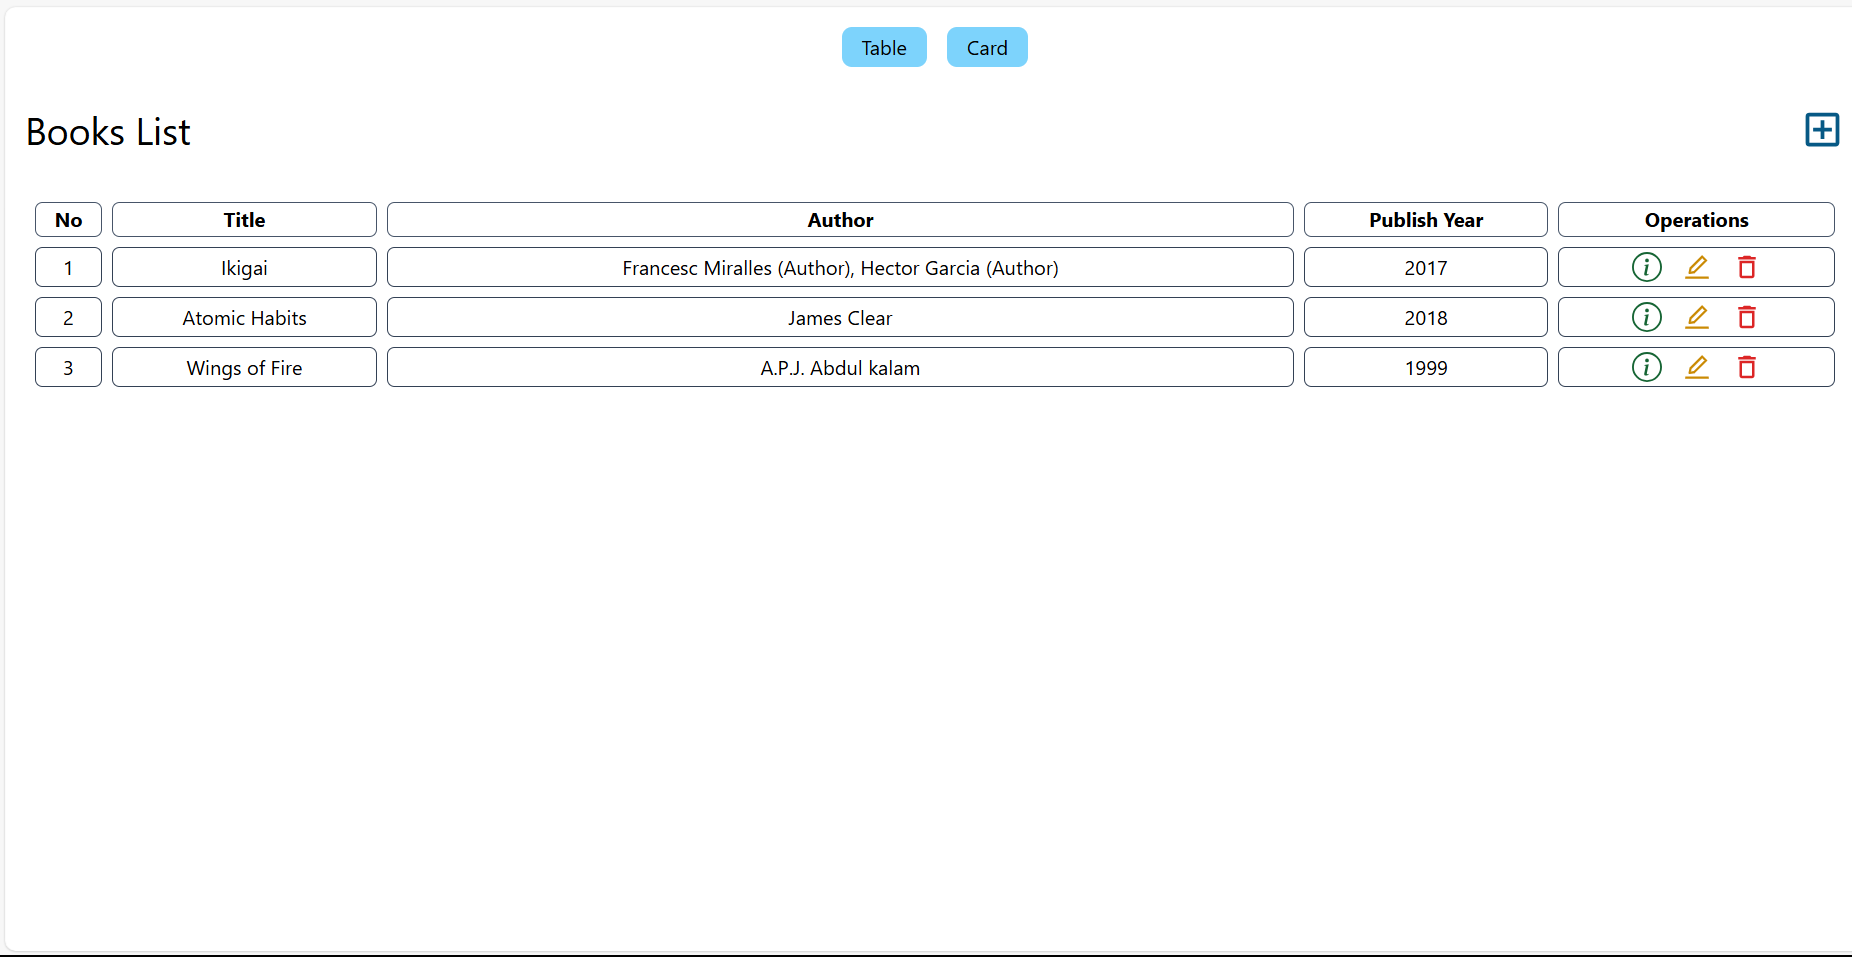 Table Card
Books List
No Title Author Publish Year Operations
1 Ikigai Francesc Miralles (Author), Hector Garcia (Author) 2017
2 Atomic Habits James Clear 2018
3 Wings of Fire A.P.J. Abdul kalam 1999